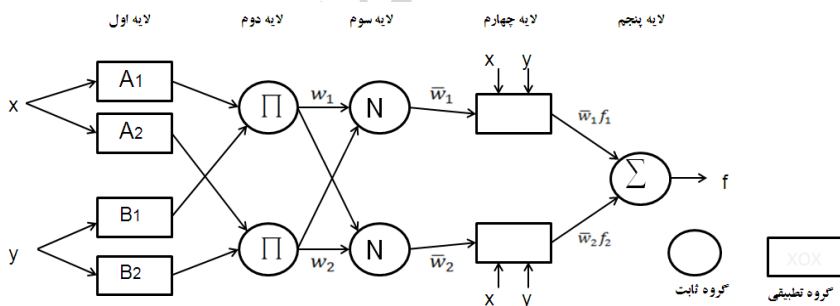 لایه اول لایه دوم لایه سوم لایه چهارم لایه پنجم
x y
A1
∏ w₁ N w̅₁
w̅₁f₁
x
A2
∑ f
B1
y
∏ w₂ N w̅₂
w̅₂f₂
B2
x y
XOX
گروه ثابت گروه تطبیقی